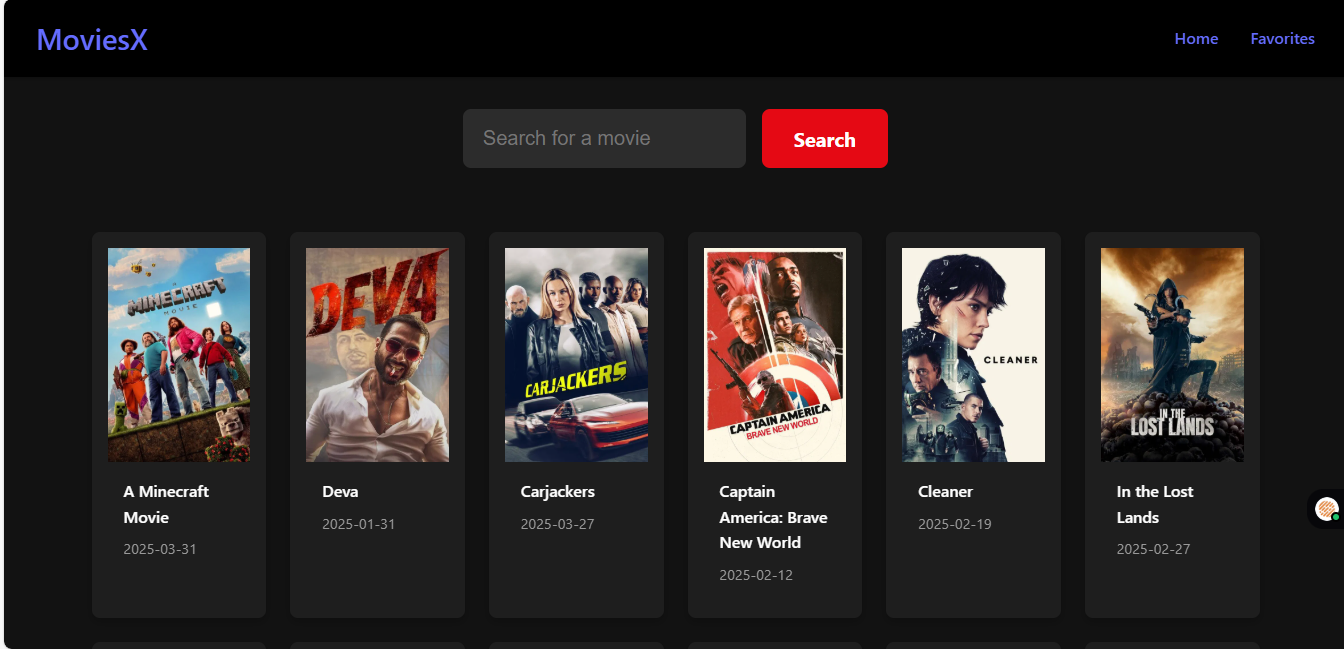 MoviesX
Home
Favorites
Search for a movie
Search
A
MINECRAFT
MOVIE
DEVA
CARJACKERS
CAPTAIN AMERICA
BRAVE NEW WORLD
CLEANER
IN THE
LOST LANDS
A Minecraft
Movie
2025-03-31
Deva
2025-01-31
Carjackers
2025-03-27
Captain
America: Brave
New World
2025-02-12
Cleaner
2025-02-19
In the Lost
Lands
2025-02-27